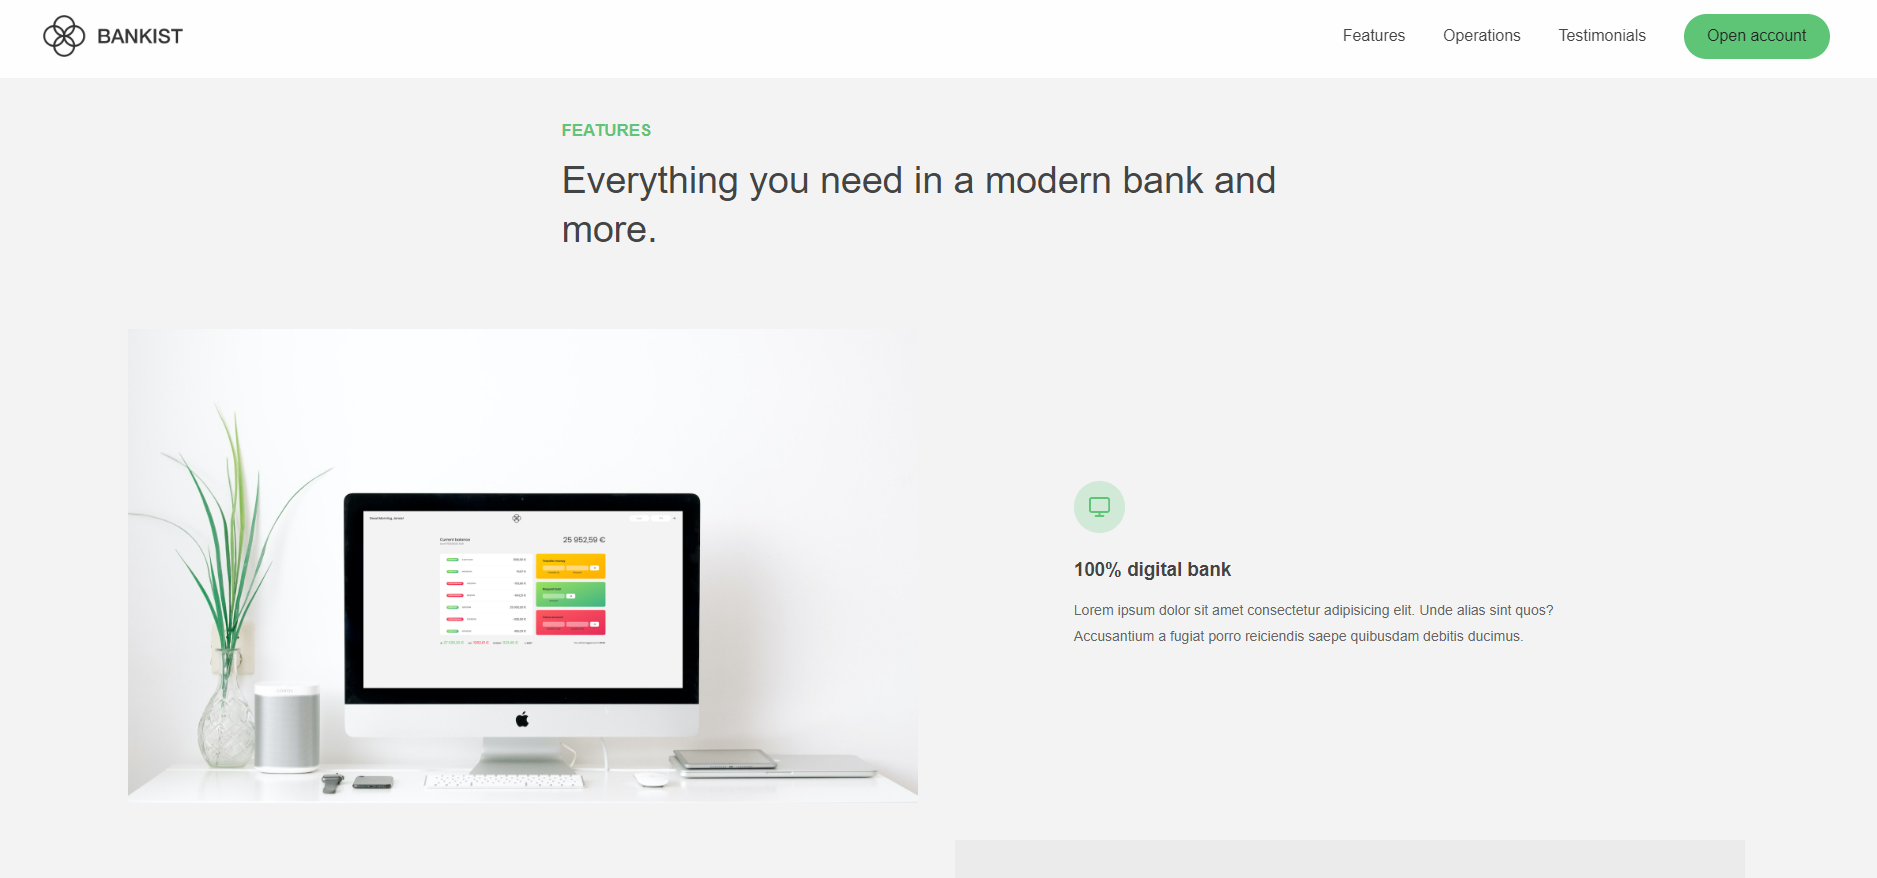 BANKIST
Features
Operations
Testimonials
Open account
FEATURES
Everything you need in a modern bank and
more.
Current balance
25 952,59 €
100% digital bank
Lorem ipsum dolor sit amet consectetur adipisicing elit. Unde alias sint quos?
Accusantium a fugiat porro reiciendis saepe quibusdam debitis ducimus.